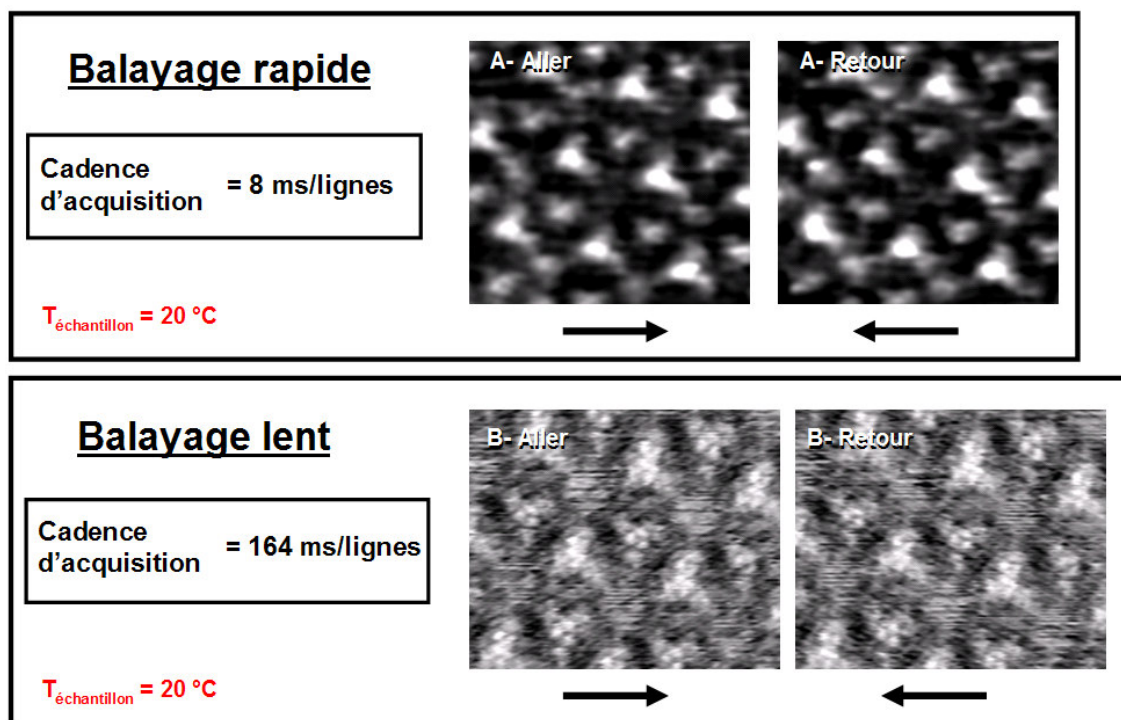 Balayage rapide
A- Aller
A- Retour
Cadence
d'acquisition = 8 ms/lignes
Téchantillon = 20 °C
Balayage lent
B- Aller
B- Retour
Cadence
d'acquisition = 164 ms/lignes
Téchantillon = 20 °C